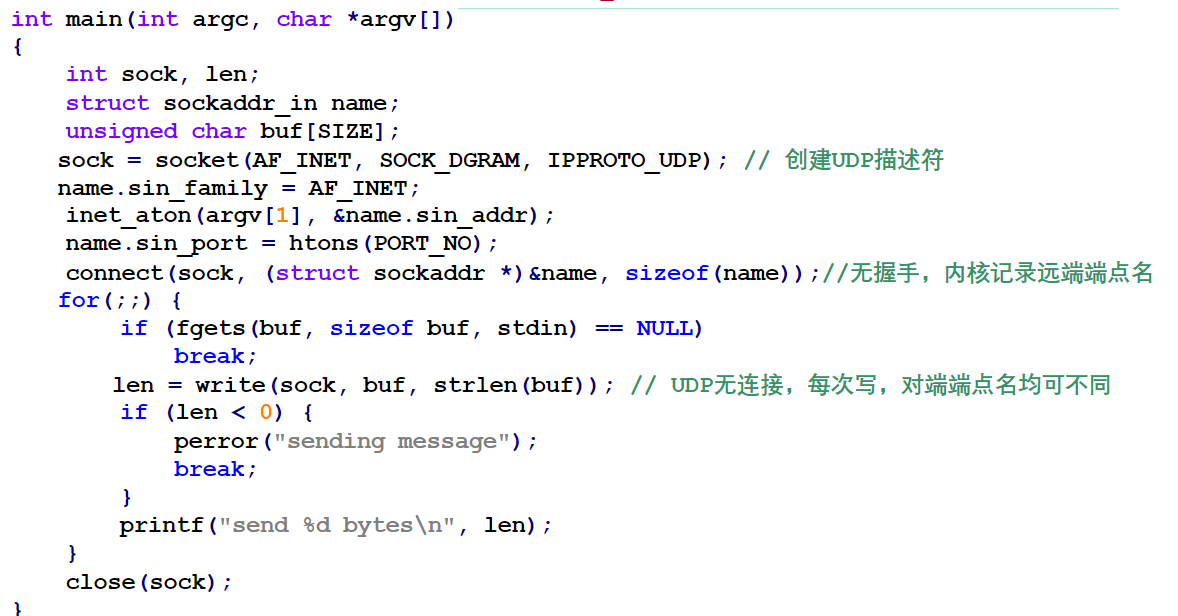 int main(int argc, char *argv[])
{
int sock, len;
struct sockaddr_in name;
unsigned char buf[SIZE];
sock = socket(AF_INET, SOCK_DGRAM, IPPROTO_UDP); // 创建UDP描述符
name.sin_family = AF_INET;
inet_aton(argv[1], &name.sin_addr);
name.sin_port = htons(PORT_NO);
connect(sock, (struct sockaddr *)&name, sizeof(name));//无握手，内核记录远端端点名
for(;;) {
if (fgets(buf, sizeof buf, stdin) == NULL)
break;
len = write(sock, buf, strlen(buf)); // UDP无连接，每次写，对端端点名均可不同
if (len < 0) {
perror("sending message");
break;
}
printf("send %d bytes\n", len);
}
close(sock);
}